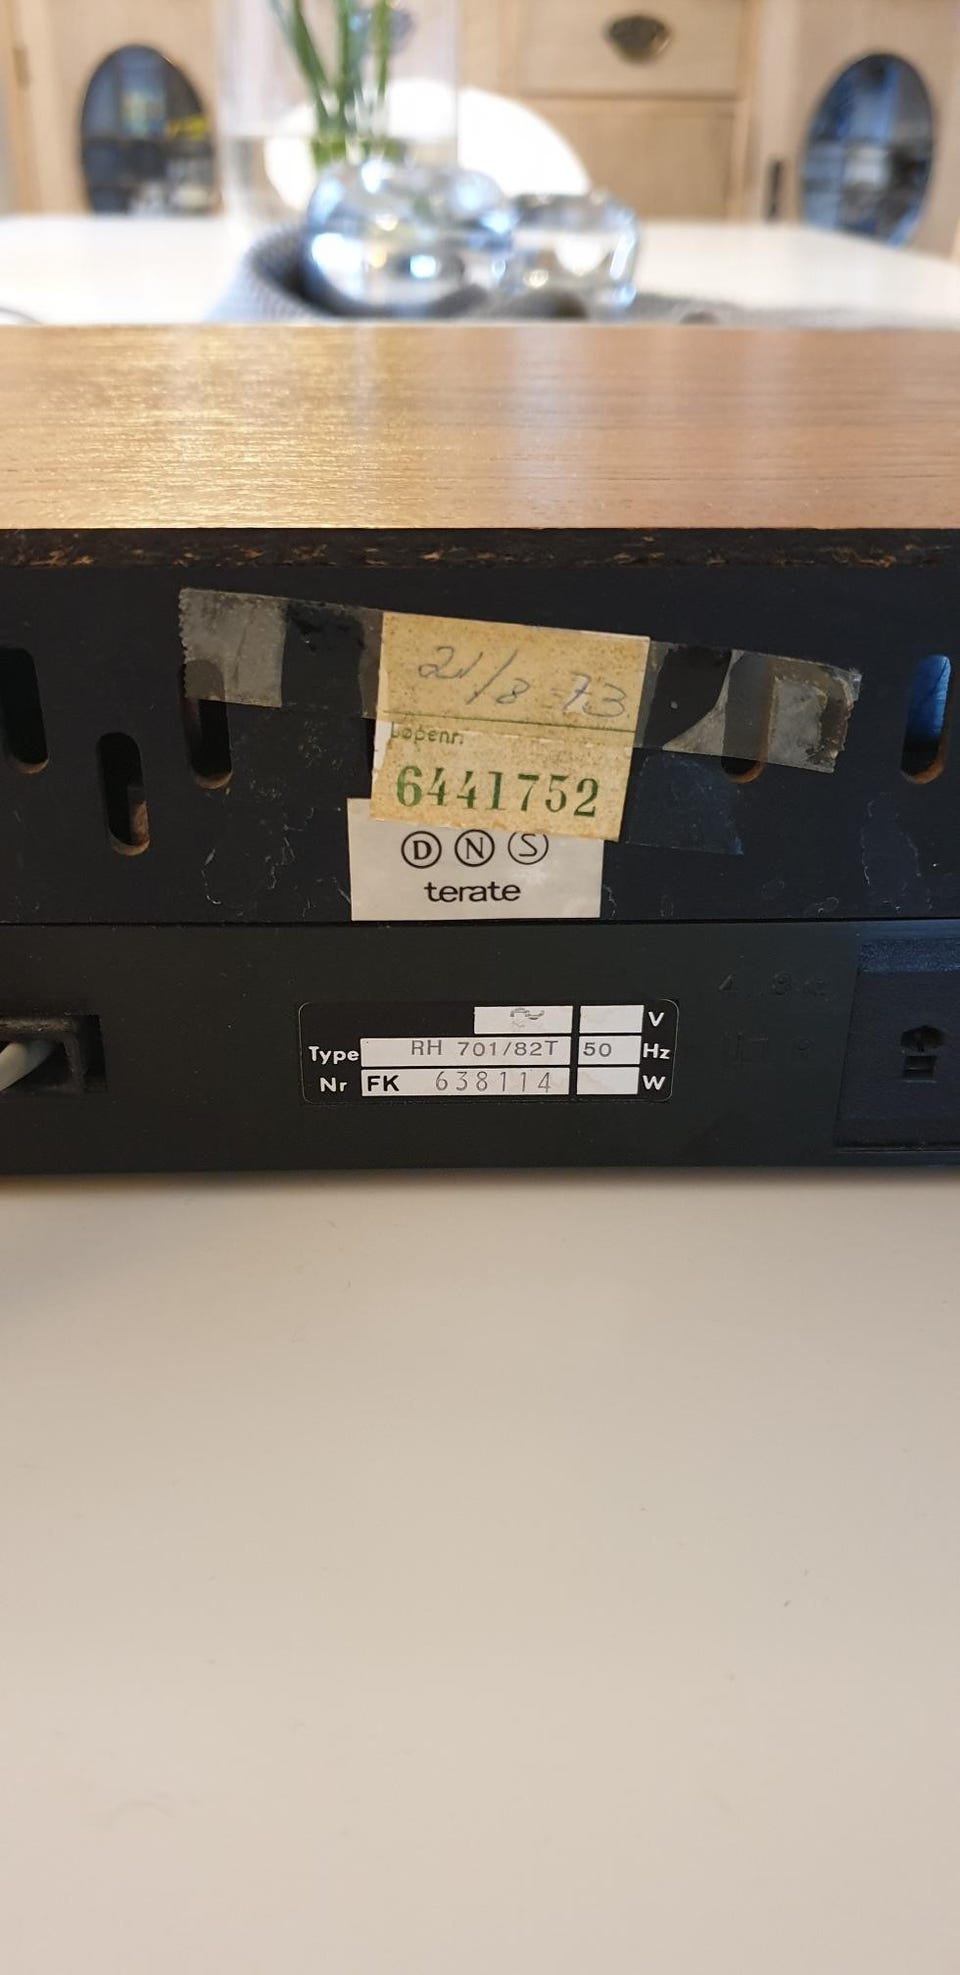 21/8 - 73
Løpenr.
6441752
D N S
terate
~ V
Type RH 701/82T 50 Hz
Nr FK 638114 W